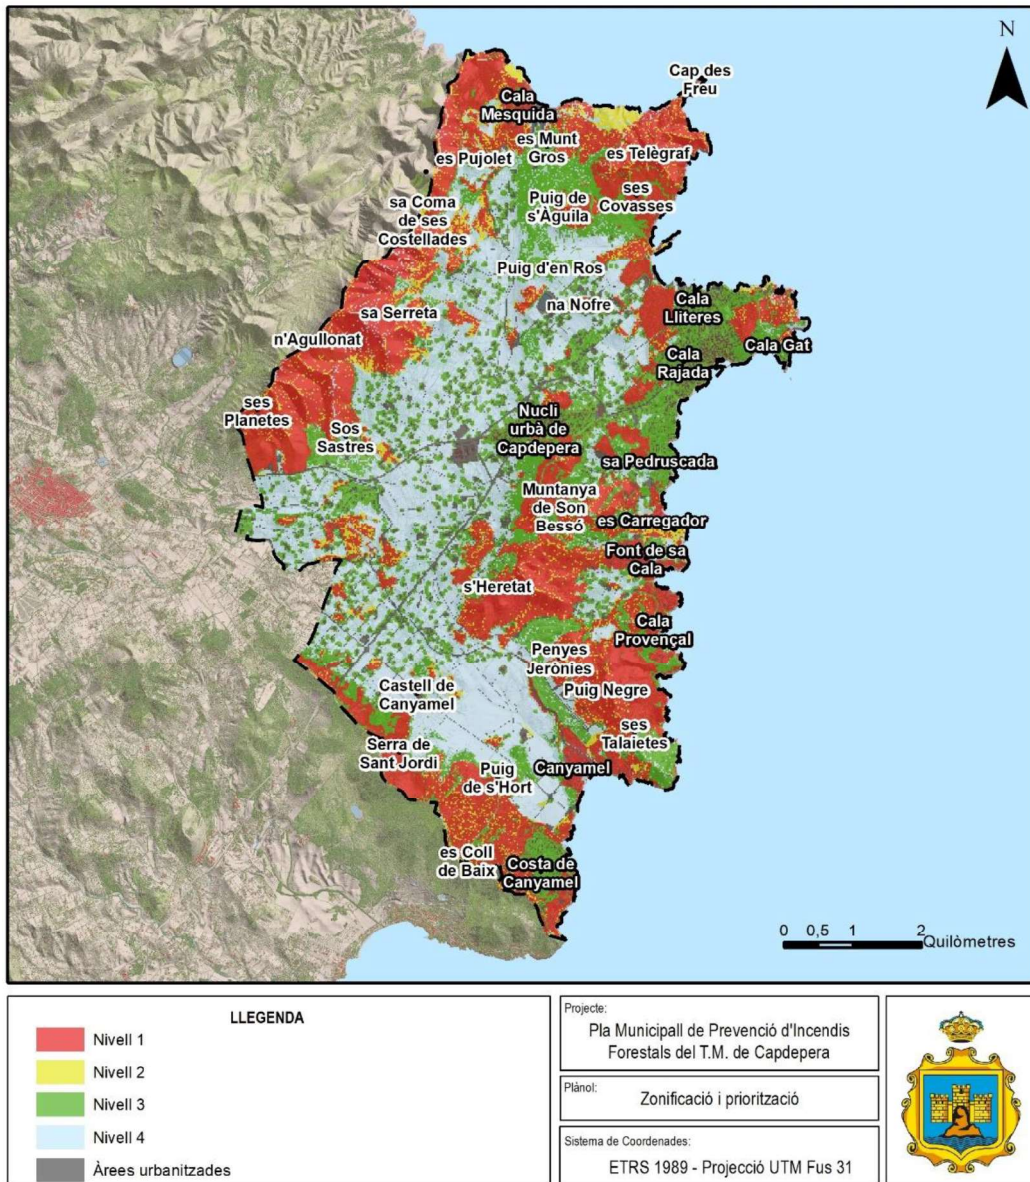 N
Cap des
Freu
Cala
Mesquida
es Munt
Gros
es Pujolet
es Telègraf
ses
Covasses
sa Coma
de ses
Costellades
Puig de
s'Àguila
Puig d'en Ros
na Nofre
Cala
Lliteres
sa Serreta
n'Agullonat
Cala Gat
Cala
Rajada
ses
Planetes
Sos
Sastres
Nucli
urbà de
Capdepera
sa Pedruscada
Muntanya
de Son
Bessó
es Carregador
Font de sa
Cala
s'Heretat
Cala
Provençal
Penyes
Jerònies
Puig Negre
Castell de
Canyamel
ses
Talaietes
Serra de
Sant Jordi
Puig
de s'Hort
Canyamel
es Coll
de Baix
Costa de
Canyamel
0 0,5 1 2
Quilòmetres
LLEGENDA
Nivell 1
Nivell 2
Nivell 3
Nivell 4
Àrees urbanitzades
Projecte:
Pla Municipall de Prevenció d'Incendis
Forestals del T.M. de Capdepera
Plànol:
Zonificació i priorització
Sistema de Coordenades:
ETRS 1989 - Projecció UTM Fus 31